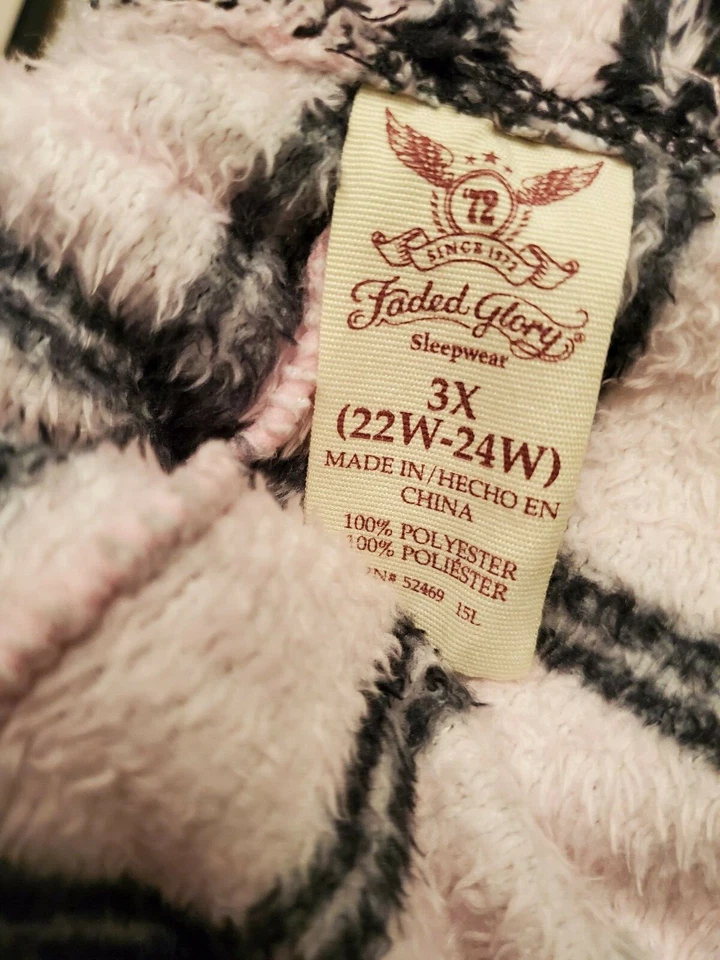 '72
SINCE 1972
Faded Glory®
Sleepwear
3X
(22W-24W)
MADE IN/HECHO EN
CHINA
100% POLYESTER
100% POLIÉSTER
52469 15L